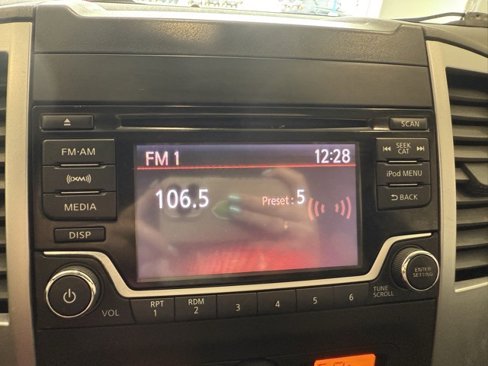 SCAN
FM·AM
FM 1 12:28
SEEK
CAT
XM
106.5 Preset : 5
iPod MENU
MEDIA
BACK
DISP
ENTER
SETTING
VOL
RPT
1
RDM
2
3
4
5
6
TUNE
SCROLL